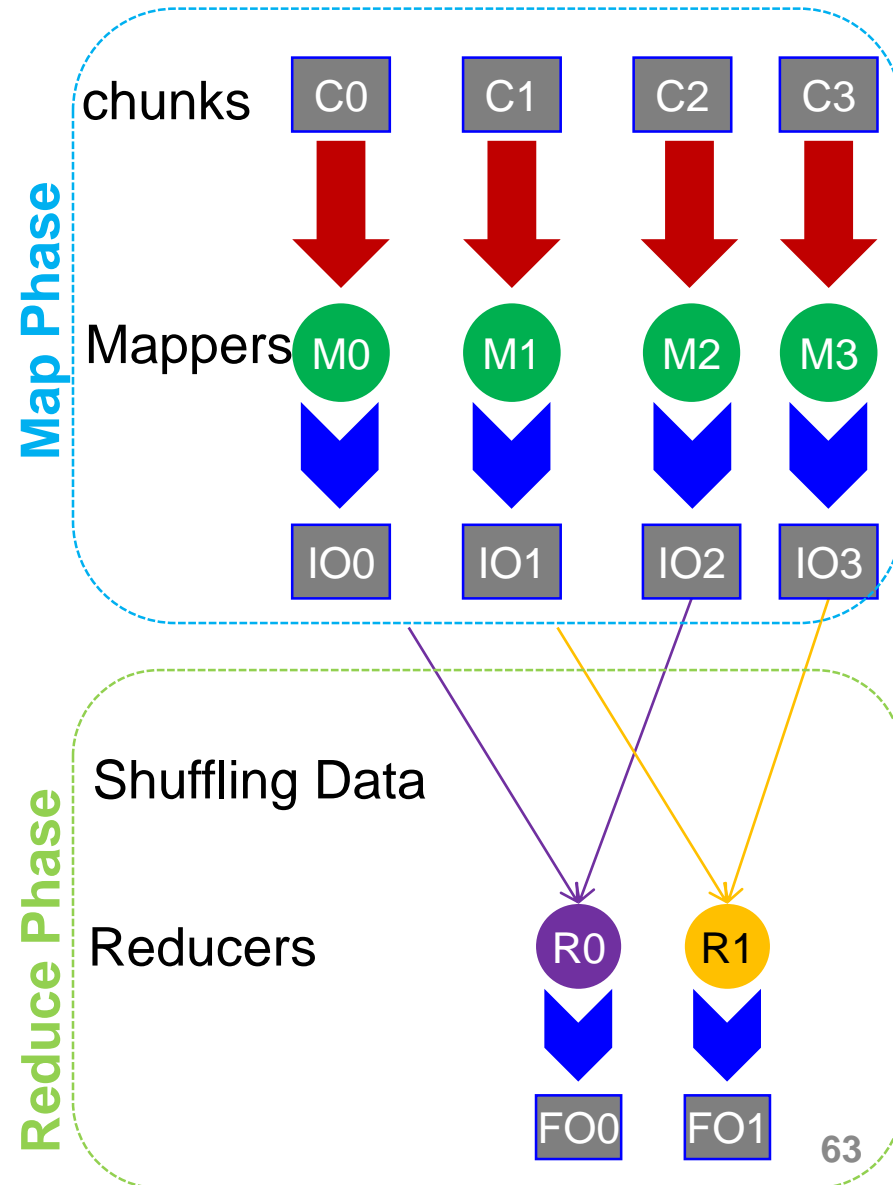 Map Phase
chunks C0 C1 C2 C3
Mappers M0 M1 M2 M3
IO0 IO1 IO2 IO3
Reduce Phase
Shuffling Data
Reducers R0 R1
FO0 FO1
63